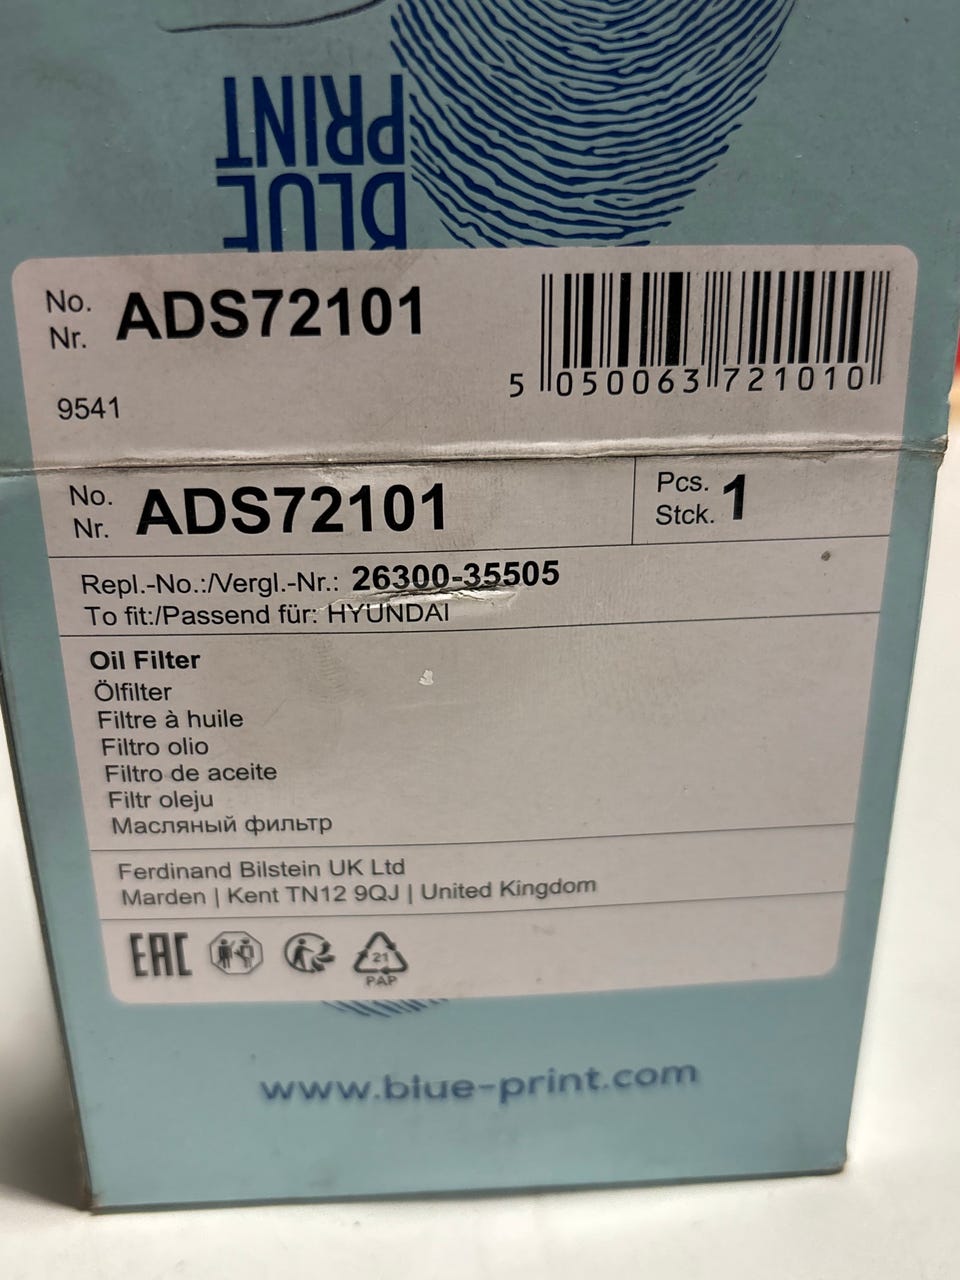 BLUE
PRINT
No.
Nr. ADS72101
5 050063 721010
9541
No.
Nr. ADS72101
Pcs.
Stck. 1
Repl.-No.:/Vergl.-Nr.: 26300-35505
To fit:/Passend für: HYUNDAI
Oil Filter
Ölfilter
Filtre à huile
Filtro olio
Filtro de aceite
Filtr oleju
Масляный фильтр
Ferdinand Bilstein UK Ltd
Marden | Kent TN12 9QJ | United Kingdom
EAC
21
PAP
www.blue-print.com